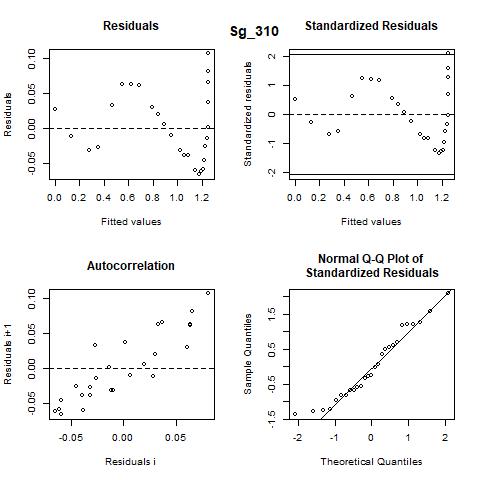 Sg_310
Residuals
Residuals
0.10
0.05
0.00
-0.05
0.0 0.2 0.4 0.6 0.8 1.0 1.2
Fitted values
Standardized Residuals
Standardized residuals
2
1
0
-1
-2
0.0 0.2 0.4 0.6 0.8 1.0 1.2
Fitted values
Autocorrelation
Residuals i+1
0.10
0.05
0.00
-0.05
-0.05 0.00 0.05
Residuals i
Normal Q-Q Plot of
Standardized Residuals
Sample Quantiles
1.5
0.5
-0.5
-1.5
-2 -1 0 1 2
Theoretical Quantiles